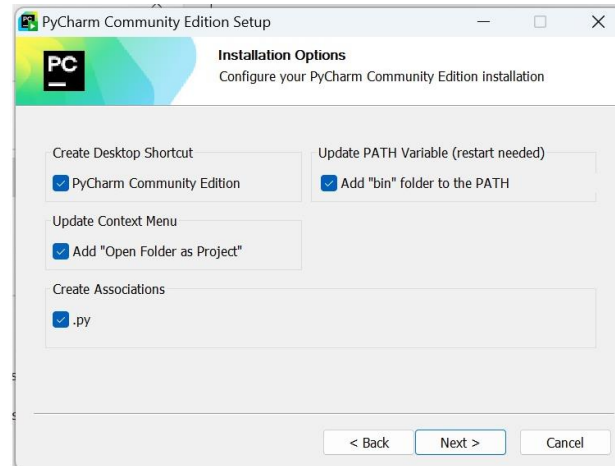 PyCharm Community Edition Setup
PC
Installation Options
Configure your PyCharm Community Edition installation
Create Desktop Shortcut
PyCharm Community Edition
Update PATH Variable (restart needed)
Add "bin" folder to the PATH
Update Context Menu
Add "Open Folder as Project"
Create Associations
.py
< Back
Next >
Cancel